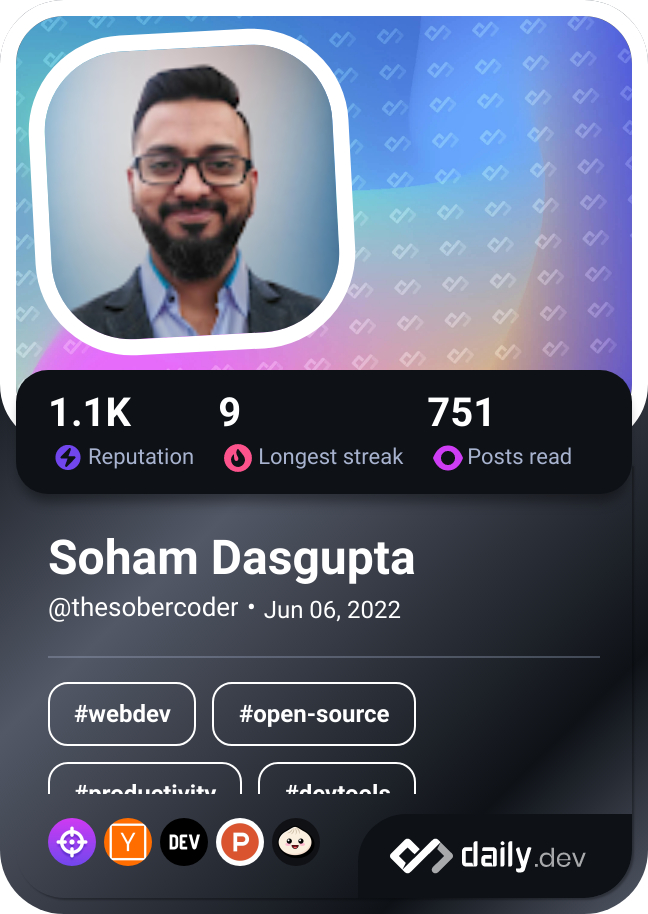 1.1K 9 751
Reputation Longest streak Posts read
Soham Dasgupta
@thesobercoder • Jun 06, 2022
#webdev #open-source
#productivity #devtools
Y DEV P
daily.dev